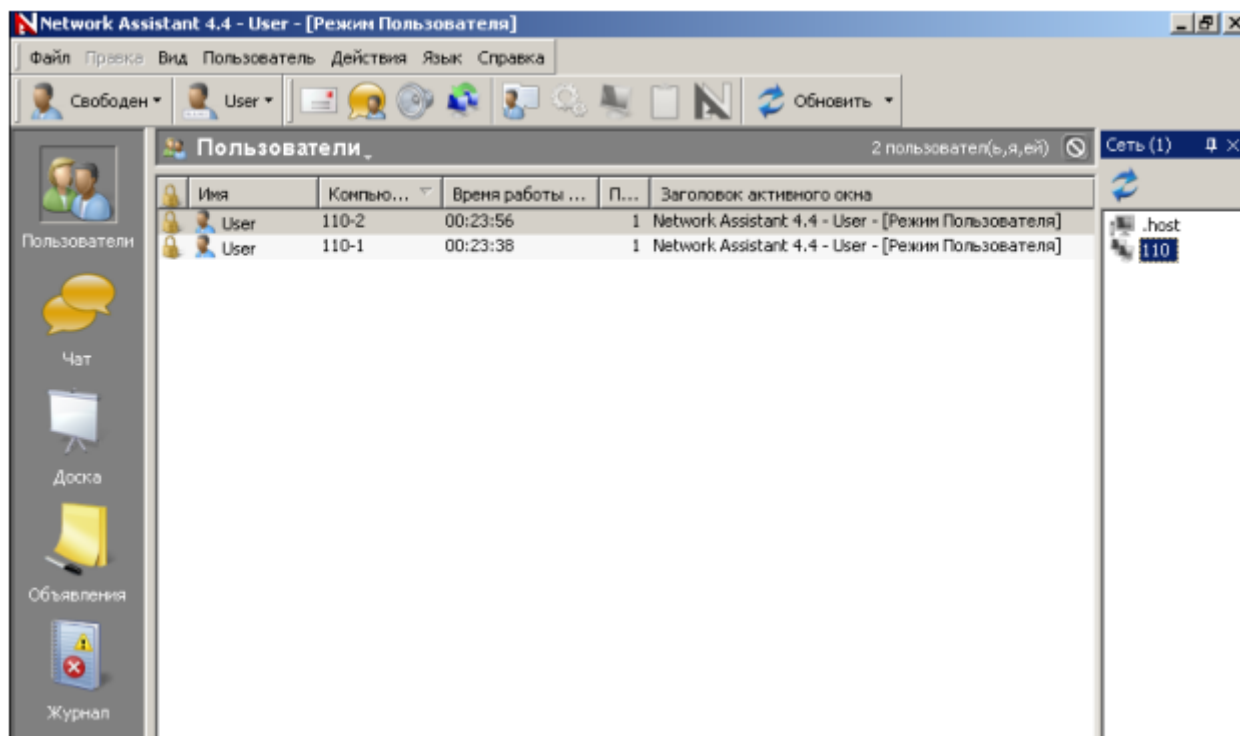 Network Assistant 4.4 - User - [Режим Пользователя]
Файл Правка Вид Пользователь Действия Язык Справка
Свободен User Обновить
Пользователи 2 пользовател(ь,я,ей) Сеть (1)
Имя Компью... Время работы ... П... Заголовок активного окна
User 110-2 00:23:56 1 Network Assistant 4.4 - User - [Режим Пользователя]
User 110-1 00:23:38 1 Network Assistant 4.4 - User - [Режим Пользователя]
.host
110
Пользователи
Чат
Доска
Объявления
Журнал